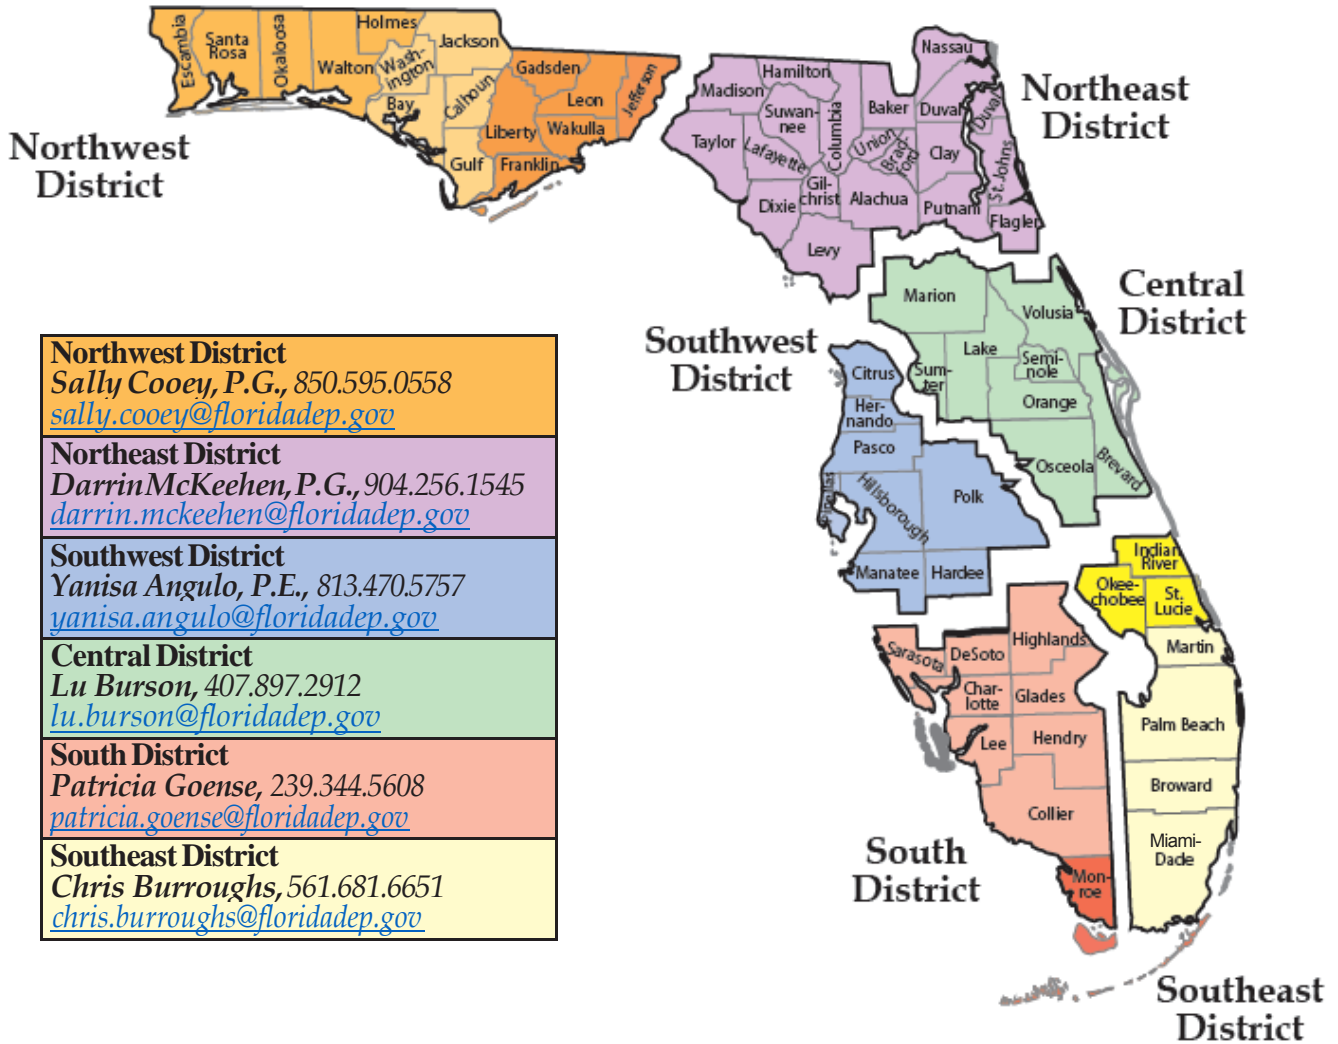 Northwest
District
Escambia
Santa
Rosa
Okaloosa
Walton
Holmes
Wash-
ington
Bay
Jackson
Calhoun
Gulf
Gadsden
Liberty
Franklin
Leon
Wakulla
Jefferson
Northeast
District
Madison
Taylor
Hamilton
Suwan-
nee
Lafayette
Dixie
Columbia
Gil-
christ
Levy
Baker
Union
Brad-
ford
Alachua
Nassau
Duval
Duval
Clay
Putnam
St. Johns
Flagler
Central
District
Marion
Volusia
Lake
Sum-
ter
Semi-
nole
Orange
Osceola
Brevard
Southwest
District
Citrus
Her-
nando
Pasco
Pinellas
Hillsborough
Polk
Manatee
Hardee
Indian
River
Okee-
chobee
St.
Lucie
Martin
Palm Beach
Broward
Miami-
Dade
Sarasota
DeSoto
Highlands
Char-
lotte
Glades
Lee
Hendry
Collier
Mon-
roe
South
District
Southeast
District
Northwest District
Sally Cooey, P.G., 850.595.0558
sally.cooey@floridadep.gov
Northeast District
Darrin McKeehen, P.G., 904.256.1545
darrin.mckeehen@floridadep.gov
Southwest District
Yanisa Angulo, P.E., 813.470.5757
yanisa.angulo@floridadep.gov
Central District
Lu Burson, 407.897.2912
lu.burson@floridadep.gov
South District
Patricia Goense, 239.344.5608
patricia.goense@floridadep.gov
Southeast District
Chris Burroughs, 561.681.6651
chris.burroughs@floridadep.gov